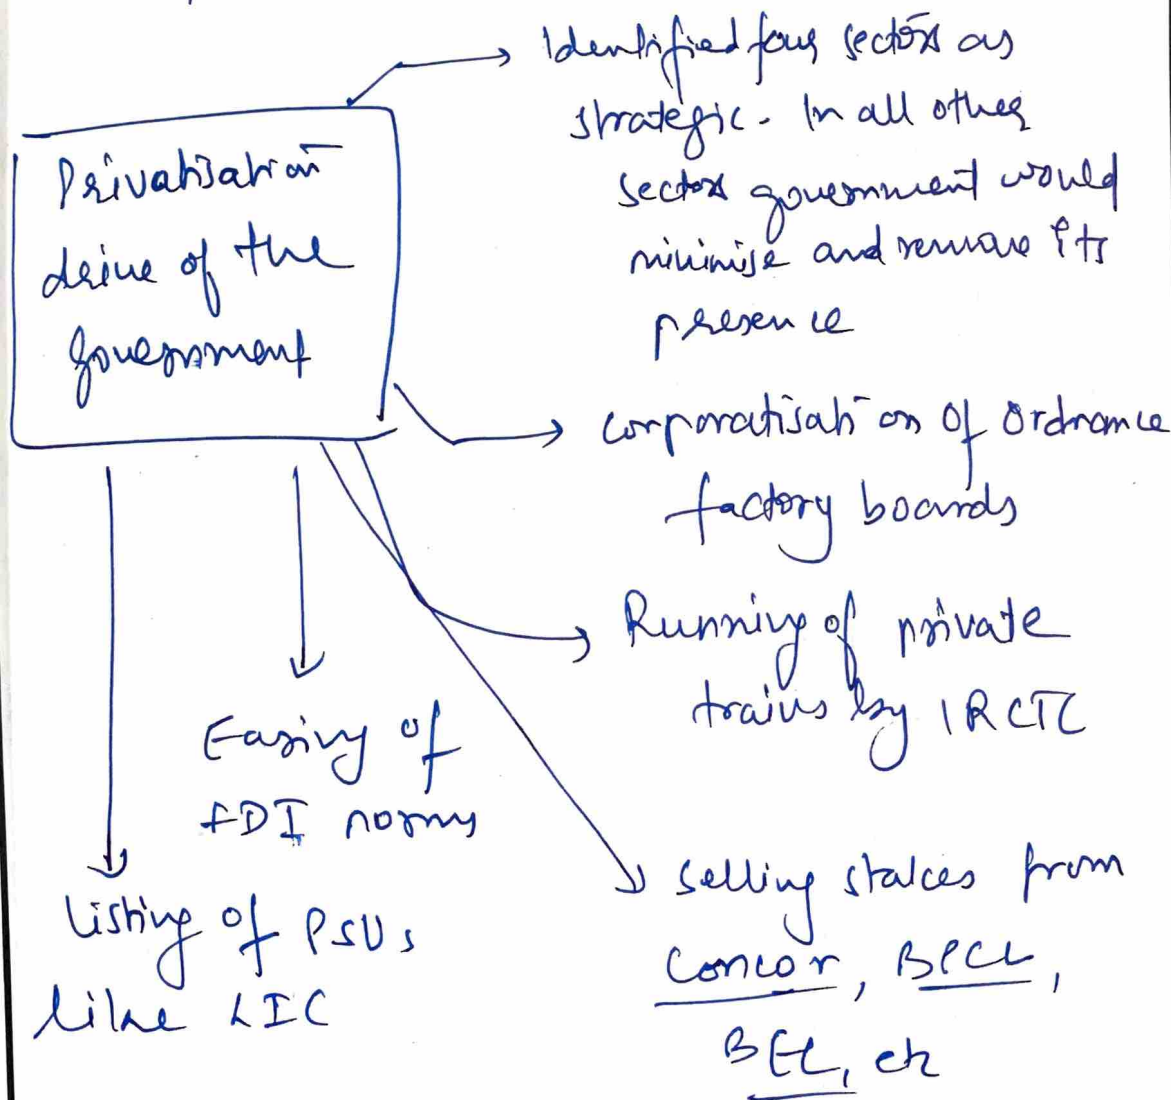 Privatisation
drive of the
government
Identified four sectors as
strategic. In all other
sectors government would
minimise and remove its
presence
Corporatisation of Ordnance
factory boards
Running of private
trains by IRCTC
Selling stakes from
Concor, BPCL,
BEL, etc
Easing of
FDI norms
Listing of PSUs
like LIC